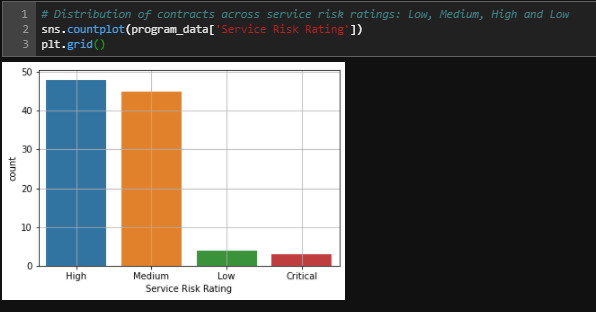 1 # Distribution of contracts across service risk ratings: Low, Medium, High and Low
2 sns.countplot(program_data['Service Risk Rating'])
3 plt.grid()
50
40
30
20
10
0
count
High Medium Low Critical
Service Risk Rating